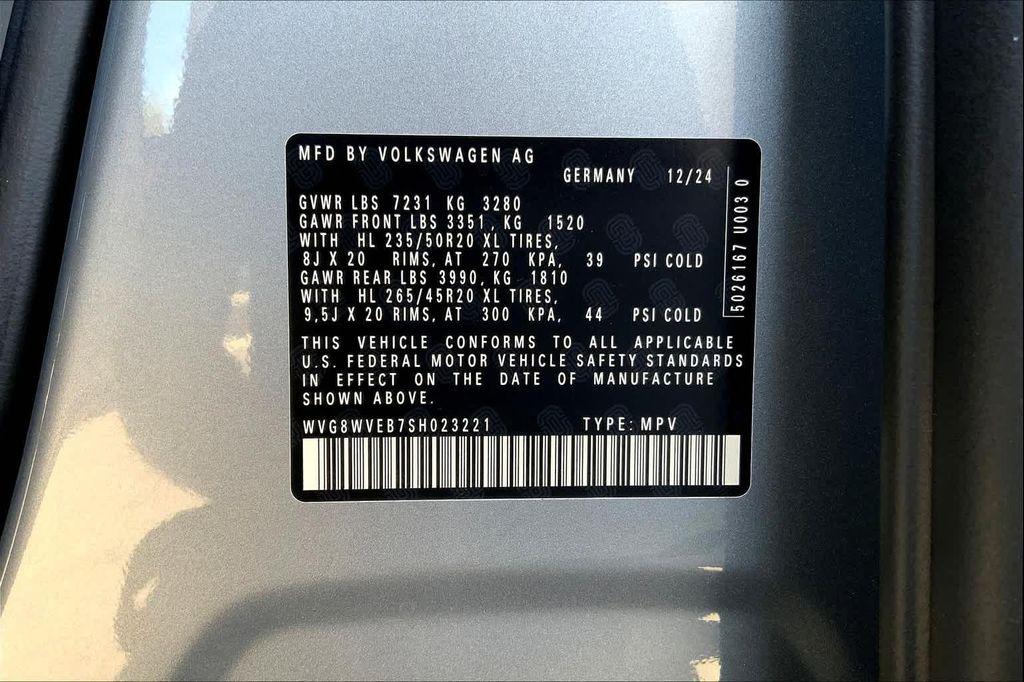 MFD BY VOLKSWAGEN AG
GERMANY 12/24
GVWR LBS 7231 KG 3280
GAWR FRONT LBS 3351, KG 1520
WITH HL 235/50R20 XL TIRES,
8J X 20 RIMS, AT 270 KPA, 39 PSI COLD
GAWR REAR LBS 3990, KG 1810
WITH HL 265/45R20 XL TIRES,
9,5J X 20 RIMS, AT 300 KPA, 44 PSI COLD
THIS VEHICLE CONFORMS TO ALL APPLICABLE
U.S. FEDERAL MOTOR VEHICLE SAFETY STANDARDS
IN EFFECT ON THE DATE OF MANUFACTURE
SHOWN ABOVE.
WVG8WVEB7SH023221 TYPE: MPV
5026167 U003 0